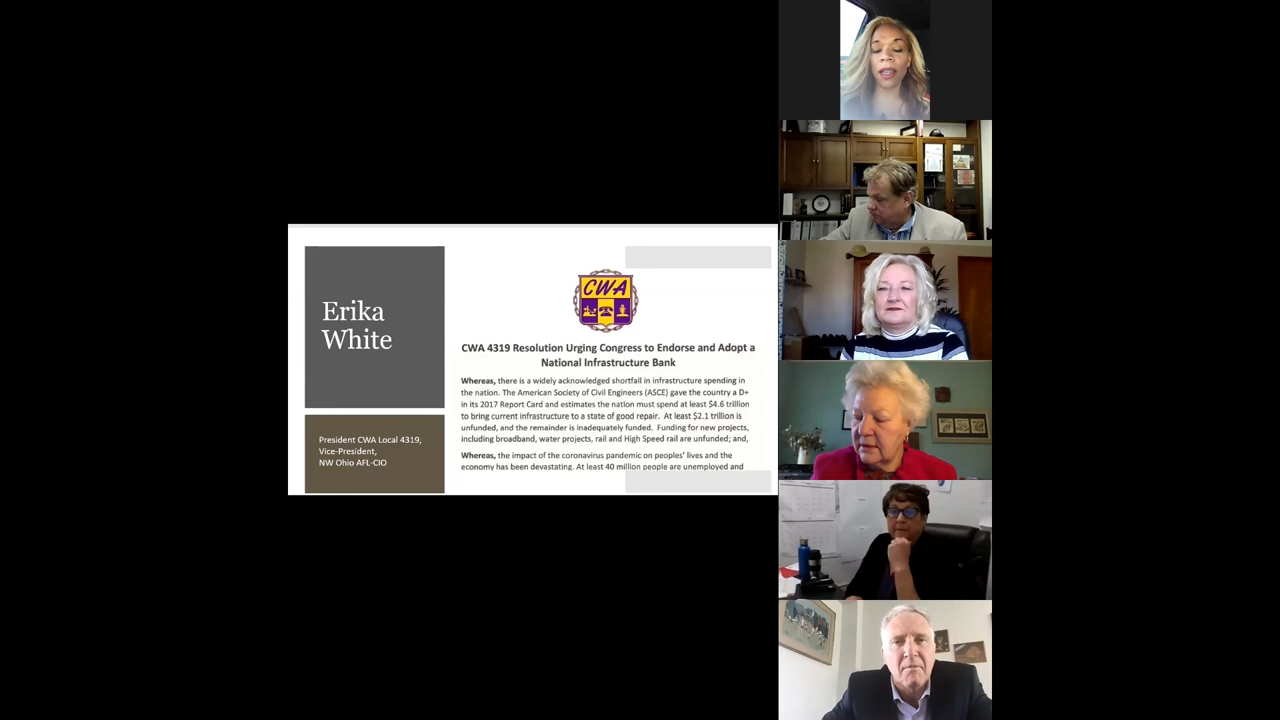 Erika
White
President CWA Local 4319,
Vice-President,
NW Ohio AFL-CIO
CWA
CWA 4319 Resolution Urging Congress to Endorse and Adopt a
National Infrastructure Bank
Whereas, there is a widely acknowledged shortfall in infrastructure spending in
the nation. The American Society of Civil Engineers (ASCE) gave the country a D+
in its 2017 Report Card and estimates the nation must spend at least $4.6 trillion
to bring current infrastructure to a state of good repair. At least $2.1 trillion is
unfunded, and the remainder is inadequately funded. Funding for new projects,
including broadband, water projects, rail and High Speed rail are unfunded; and,
Whereas, the impact of the coronavirus pandemic on peoples' lives and the
economy has been devastating. At least 40 million people are unemployed and